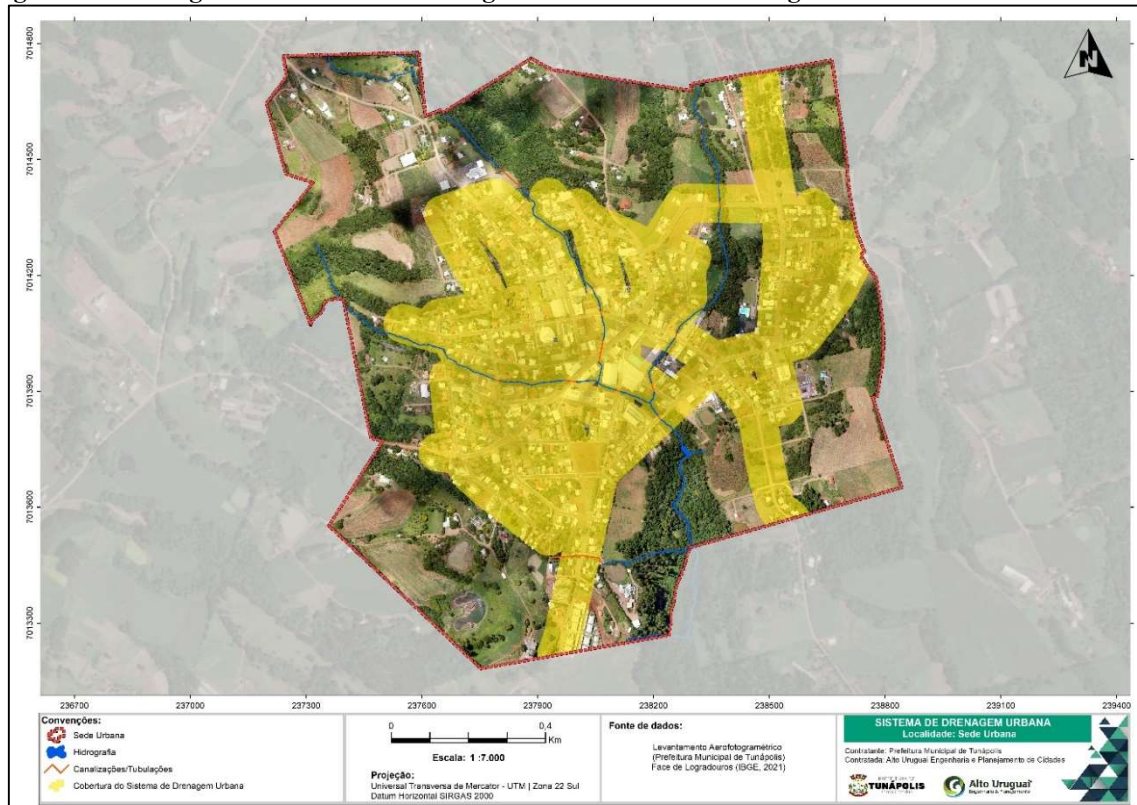 7014800
7014500
7014200
7013900
7013600
7013300
N
236700 237000 237300 237600 237900 238200 238500 238800 239100 239400
Convenções:
Sede Urbana
Hidrografia
Canalizações/Tubulações
Cobertura do Sistema de Drenagem Urbana
0 0,4
Km
Escala: 1 :7.000
Projeção:
Universal Transversa de Mercator - UTM | Zona 22 Sul
Datum Horizontal SIRGAS 2000
Fonte de dados:
Levantamento Aerofotogramétrico
(Prefeitura Municipal de Tunápolis)
Face de Logradouros (IBGE, 2021)
SISTEMA DE DRENAGEM URBANA
Localidade: Sede Urbana
Contratante: Prefeitura Municipal de Tunápolis
Contratada: Alto Uruguai Engenharia e Planejamento de Cidades
TUNÁPOLIS
Alto Uruguai
Engenharia & Planejamento